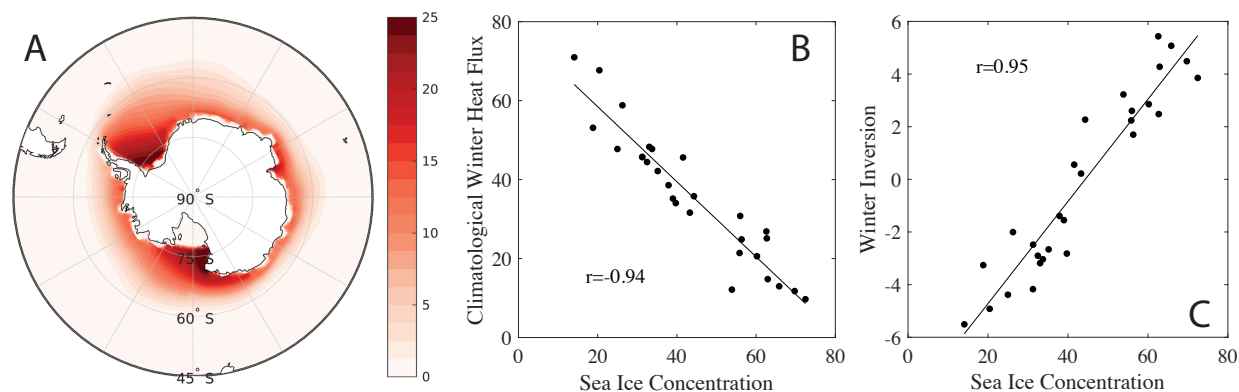 A
90° S
75° S
60° S
45° S
25
20
15
10
5
0
B
Climatological Winter Heat Flux
80
60
40
20
0
r=-0.94
0 20 40 60 80
Sea Ice Concentration
C
Winter Inversion
6
4
2
0
-2
-4
-6
r=0.95
0 20 40 60 80
Sea Ice Concentration